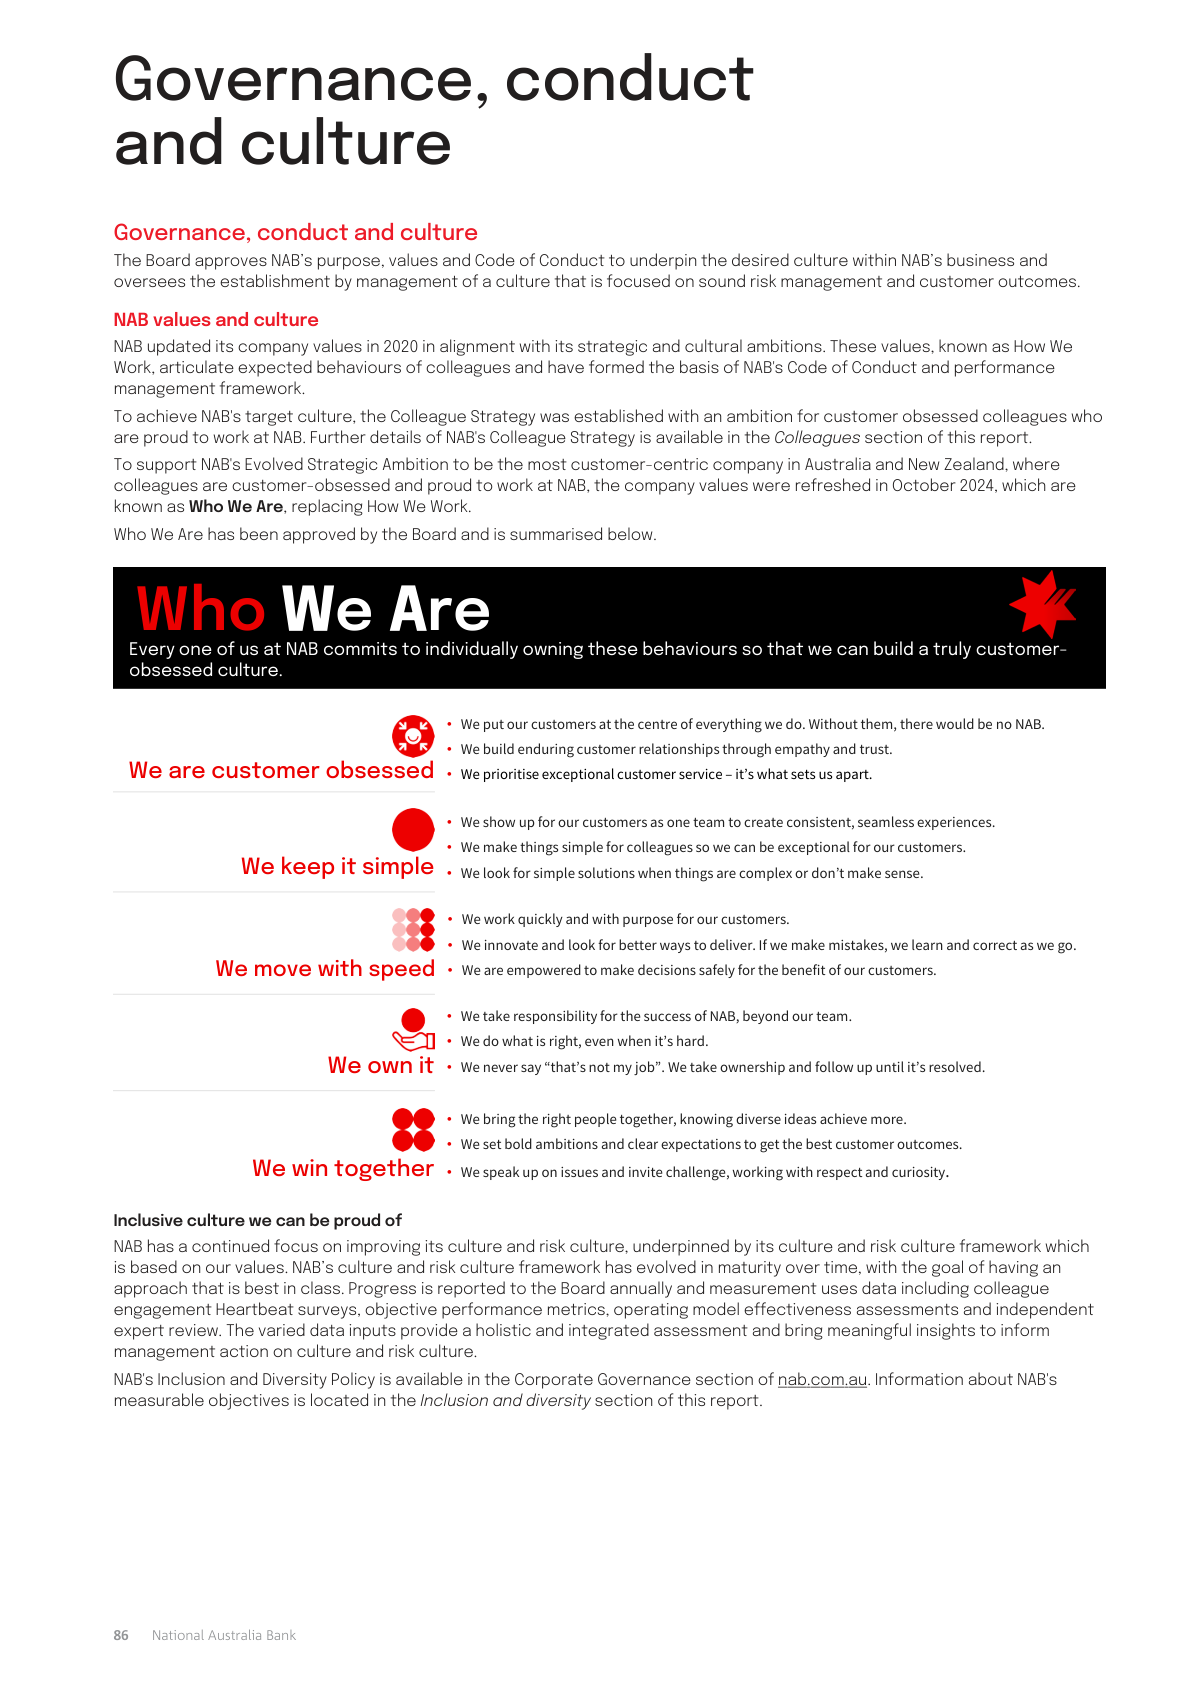 Governance, conduct
and culture
Governance, conduct and culture
The Board approves NAB’s purpose, values and Code of Conduct to underpin the desired culture within NAB’s business and
oversees the establishment by management of a culture that is focused on sound risk management and customer outcomes.
NAB values and culture
NAB updated its company values in 2020 in alignment with its strategic and cultural ambitions. These values, known as How We
Work, articulate expected behaviours of colleagues and have formed the basis of NAB's Code of Conduct and performance
management framework.
To achieve NAB's target culture, the Colleague Strategy was established with an ambition for customer obsessed colleagues who
are proud to work at NAB. Further details of NAB's Colleague Strategy is available in the Colleagues section of this report.
To support NAB's Evolved Strategic Ambition to be the most customer-centric company in Australia and New Zealand, where
colleagues are customer-obsessed and proud to work at NAB, the company values were refreshed in October 2024, which are
known as Who We Are, replacing How We Work.
Who We Are has been approved by the Board and is summarised below.
Who We Are
Every one of us at NAB commits to individually owning these behaviours so that we can build a truly customer-
obsessed culture.
We are customer obsessed
• We put our customers at the centre of everything we do. Without them, there would be no NAB.
• We build enduring customer relationships through empathy and trust.
• We prioritise exceptional customer service – it’s what sets us apart.
We keep it simple
• We show up for our customers as one team to create consistent, seamless experiences.
• We make things simple for colleagues so we can be exceptional for our customers.
• We look for simple solutions when things are complex or don’t make sense.
We move with speed
• We work quickly and with purpose for our customers.
• We innovate and look for better ways to deliver. If we make mistakes, we learn and correct as we go.
• We are empowered to make decisions safely for the benefit of our customers.
We own it
• We take responsibility for the success of NAB, beyond our team.
• We do what is right, even when it’s hard.
• We never say “that’s not my job”. We take ownership and follow up until it’s resolved.
We win together
• We bring the right people together, knowing diverse ideas achieve more.
• We set bold ambitions and clear expectations to get the best customer outcomes.
• We speak up on issues and invite challenge, working with respect and curiosity.
Inclusive culture we can be proud of
NAB has a continued focus on improving its culture and risk culture, underpinned by its culture and risk culture framework which
is based on our values. NAB’s culture and risk culture framework has evolved in maturity over time, with the goal of having an
approach that is best in class. Progress is reported to the Board annually and measurement uses data including colleague
engagement Heartbeat surveys, objective performance metrics, operating model effectiveness assessments and independent
expert review. The varied data inputs provide a holistic and integrated assessment and bring meaningful insights to inform
management action on culture and risk culture.
NAB's Inclusion and Diversity Policy is available in the Corporate Governance section of nab.com.au. Information about NAB's
measurable objectives is located in the Inclusion and diversity section of this report.
86 National Australia Bank